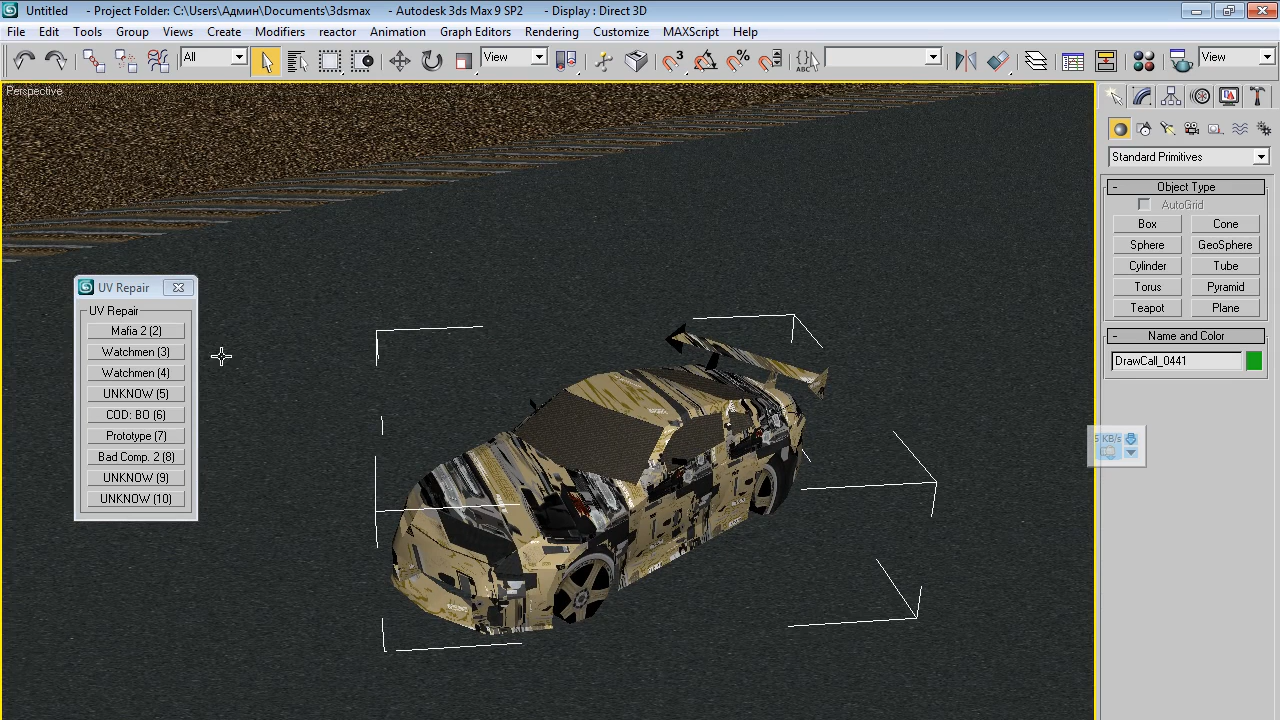 Untitled - Project Folder: C:\Users\Админ\Documents\3dsmax - Autodesk 3ds Max 9 SP2 - Display : Direct 3D
File Edit Tools Group Views Create Modifiers reactor Animation Graph Editors Rendering Customize MAXScript Help
All View 3 % ABC View
Perspective
Standard Primitives
- Object Type
AutoGrid
Box Cone
Sphere GeoSphere
Cylinder Tube
Torus Pyramid
Teapot Plane
- Name and Color
DrawCall_0441
UV Repair
UV Repair
Mafia 2 (2)
Watchmen (3)
Watchmen (4)
UNKNOW (5)
COD: BO (6)
Prototype (7)
Bad Comp. 2 (8)
UNKNOW (9)
UNKNOW (10)
5 KB/s